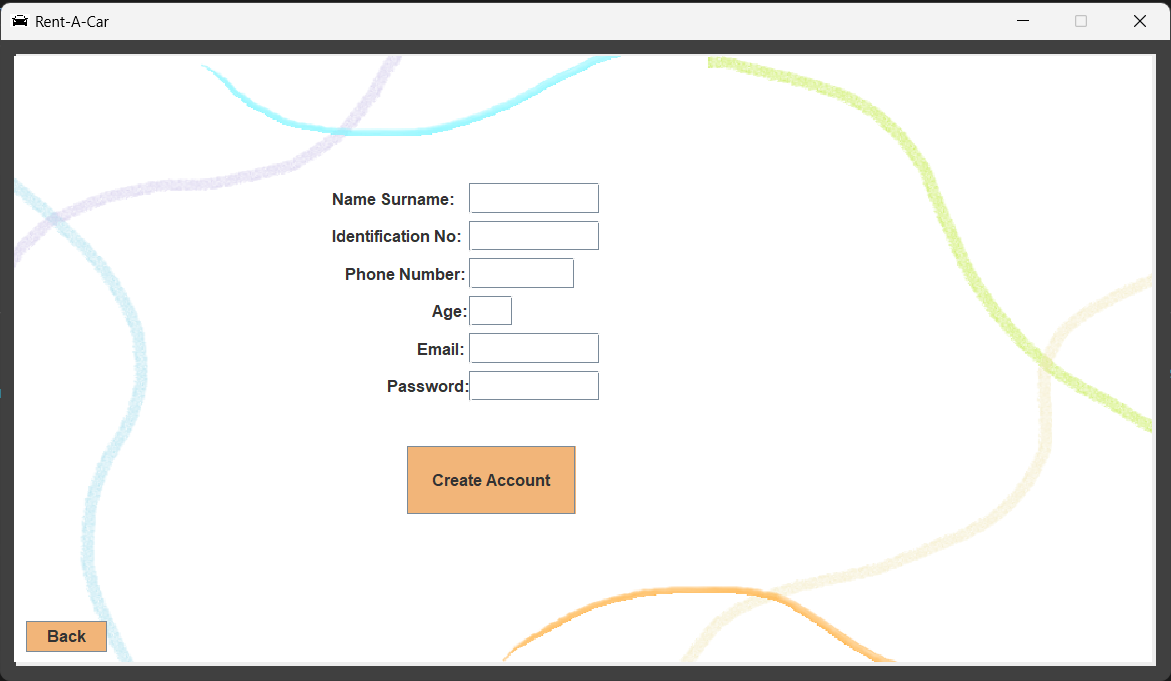 Rent-A-Car
Name Surname:
Identification No:
Phone Number:
Age:
Email:
Password:
Create Account
Back